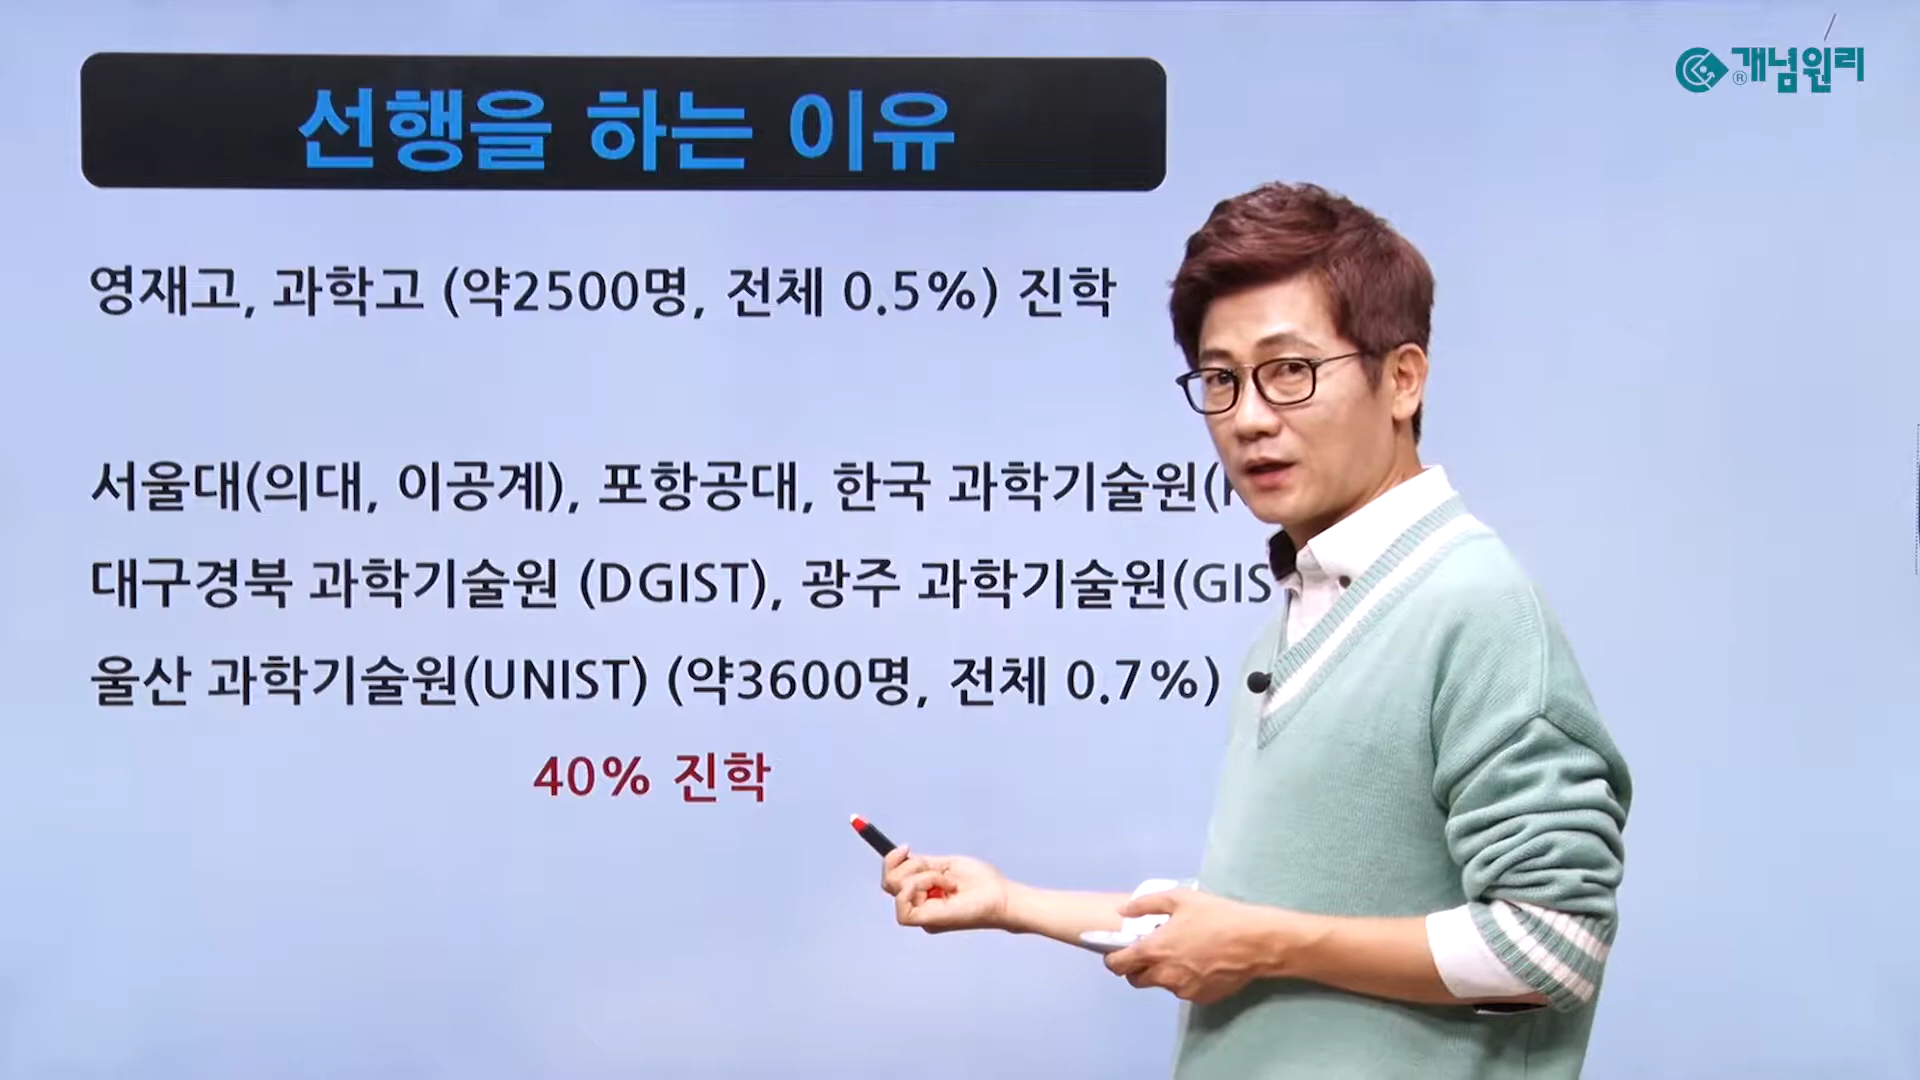 선행을 하는 이유
개념원리
영재고, 과학고 (약2500명, 전체 0.5%) 진학
서울대(의대, 이공계), 포항공대, 한국 과학기술원(
대구경북 과학기술원 (DGIST), 광주 과학기술원(GIS
울산 과학기술원(UNIST) (약3600명, 전체 0.7%)
40% 진학